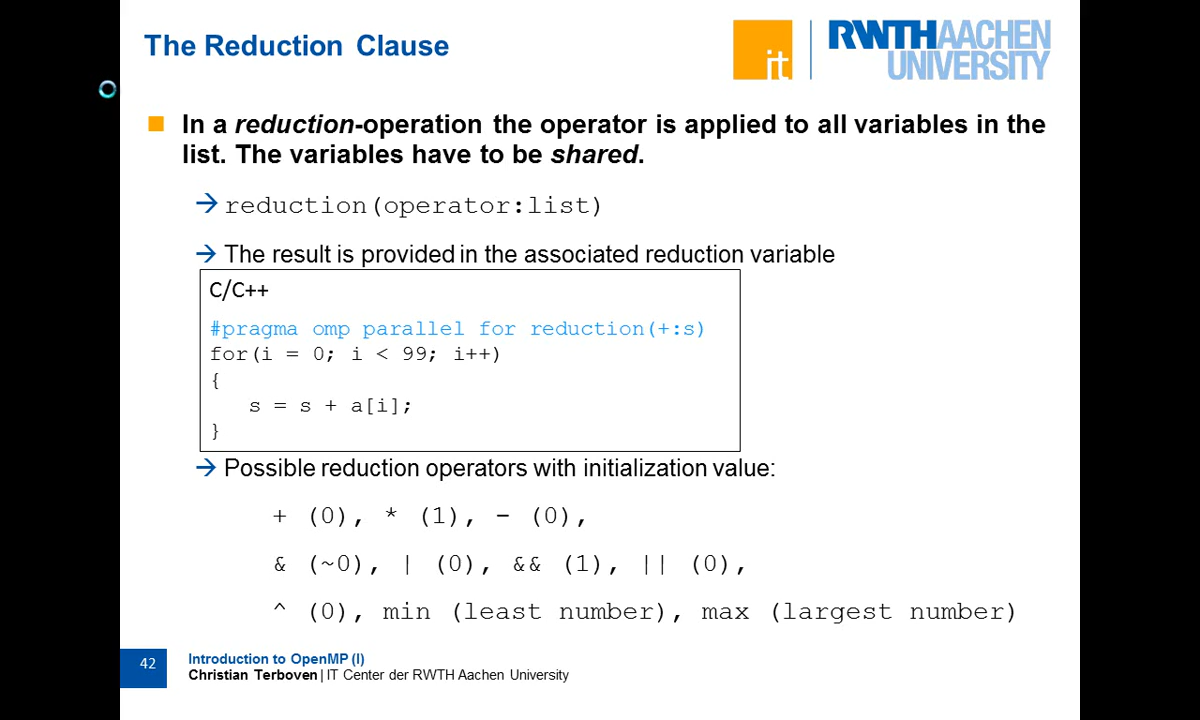 The Reduction Clause
it
RWTHAACHEN
UNIVERSITY
In a reduction-operation the operator is applied to all variables in the
list. The variables have to be shared.
→ reduction(operator:list)
→ The result is provided in the associated reduction variable
C/C++
#pragma omp parallel for reduction(+:s)
for(i = 0; i < 99; i++)
{
s = s + a[i];
}
→ Possible reduction operators with initialization value:
+ (0), * (1), - (0),
& (~0), | (0), && (1), || (0),
^ (0), min (least number), max (largest number)
42
Introduction to OpenMP (I)
Christian Terboven | IT Center der RWTH Aachen University